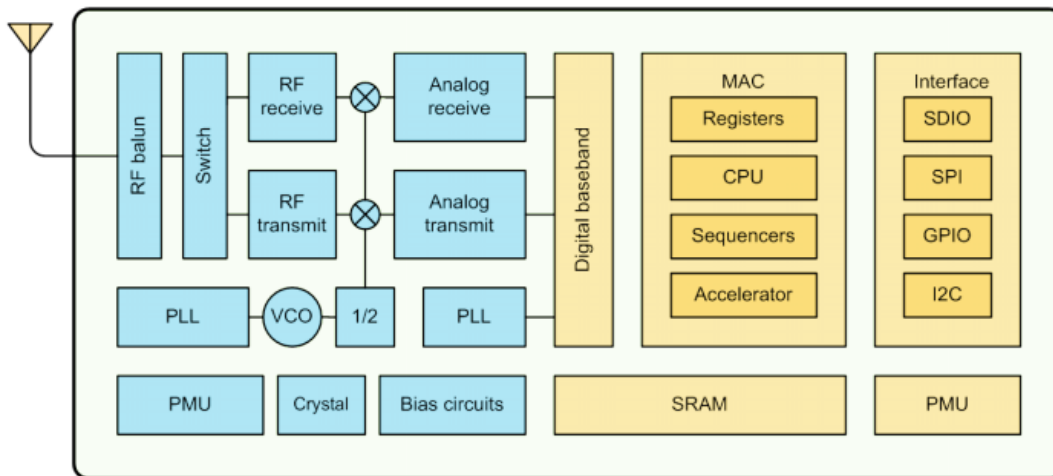 RF balun
Switch
RF
receive
Analog
receive
RF
transmit
Analog
transmit
PLL
VCO
1/2
PLL
Digital baseband
MAC
Registers
CPU
Sequencers
Accelerator
Interface
SDIO
SPI
GPIO
I2C
PMU
Crystal
Bias circuits
SRAM
PMU